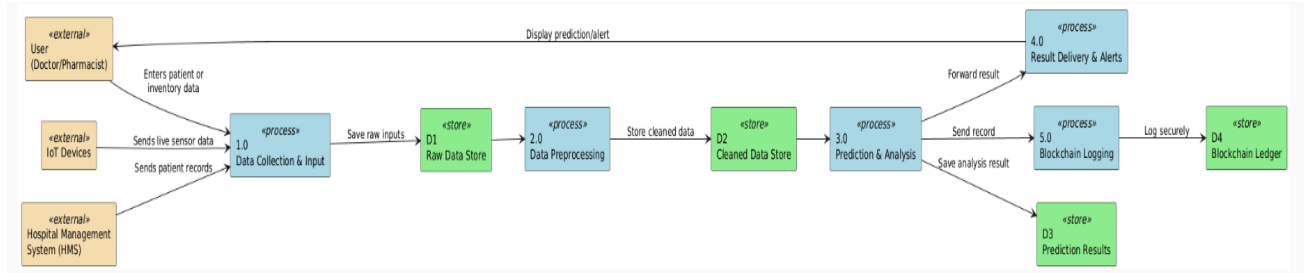 «external»
User
(Doctor/Pharmacist)
Display prediction/alert
«process»
4.0
Result Delivery & Alerts
Enters patient or
inventory data
Forward result
«external»
IoT Devices
Sends live sensor data
Sends patient records
«process»
1.0
Data Collection & Input
Save raw inputs
«store»
D1
Raw Data Store
«process»
2.0
Data Preprocessing
Store cleaned data
«store»
D2
Cleaned Data Store
«process»
3.0
Prediction & Analysis
Send record
Save analysis result
«process»
5.0
Blockchain Logging
Log securely
«store»
D4
Blockchain Ledger
«external»
Hospital Management
System (HMS)
«store»
D3
Prediction Results